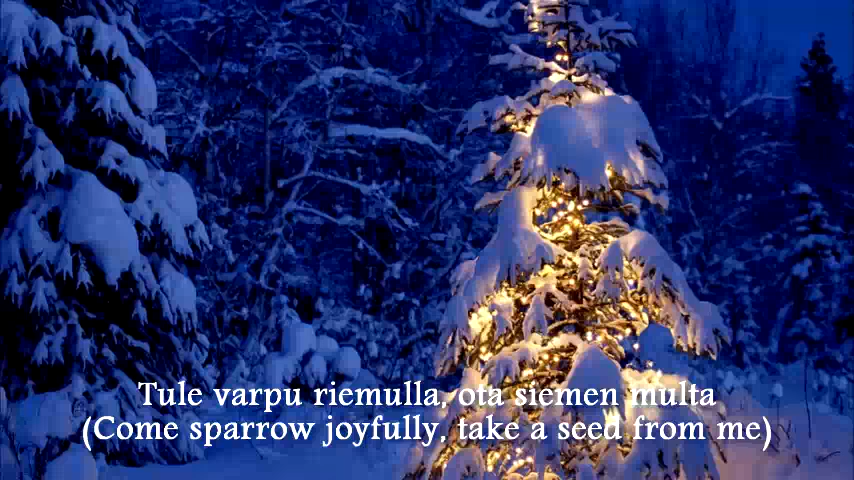 Tule varpu riemulla, ota siemen multa
(Come sparrow joyfully, take a seed from me)